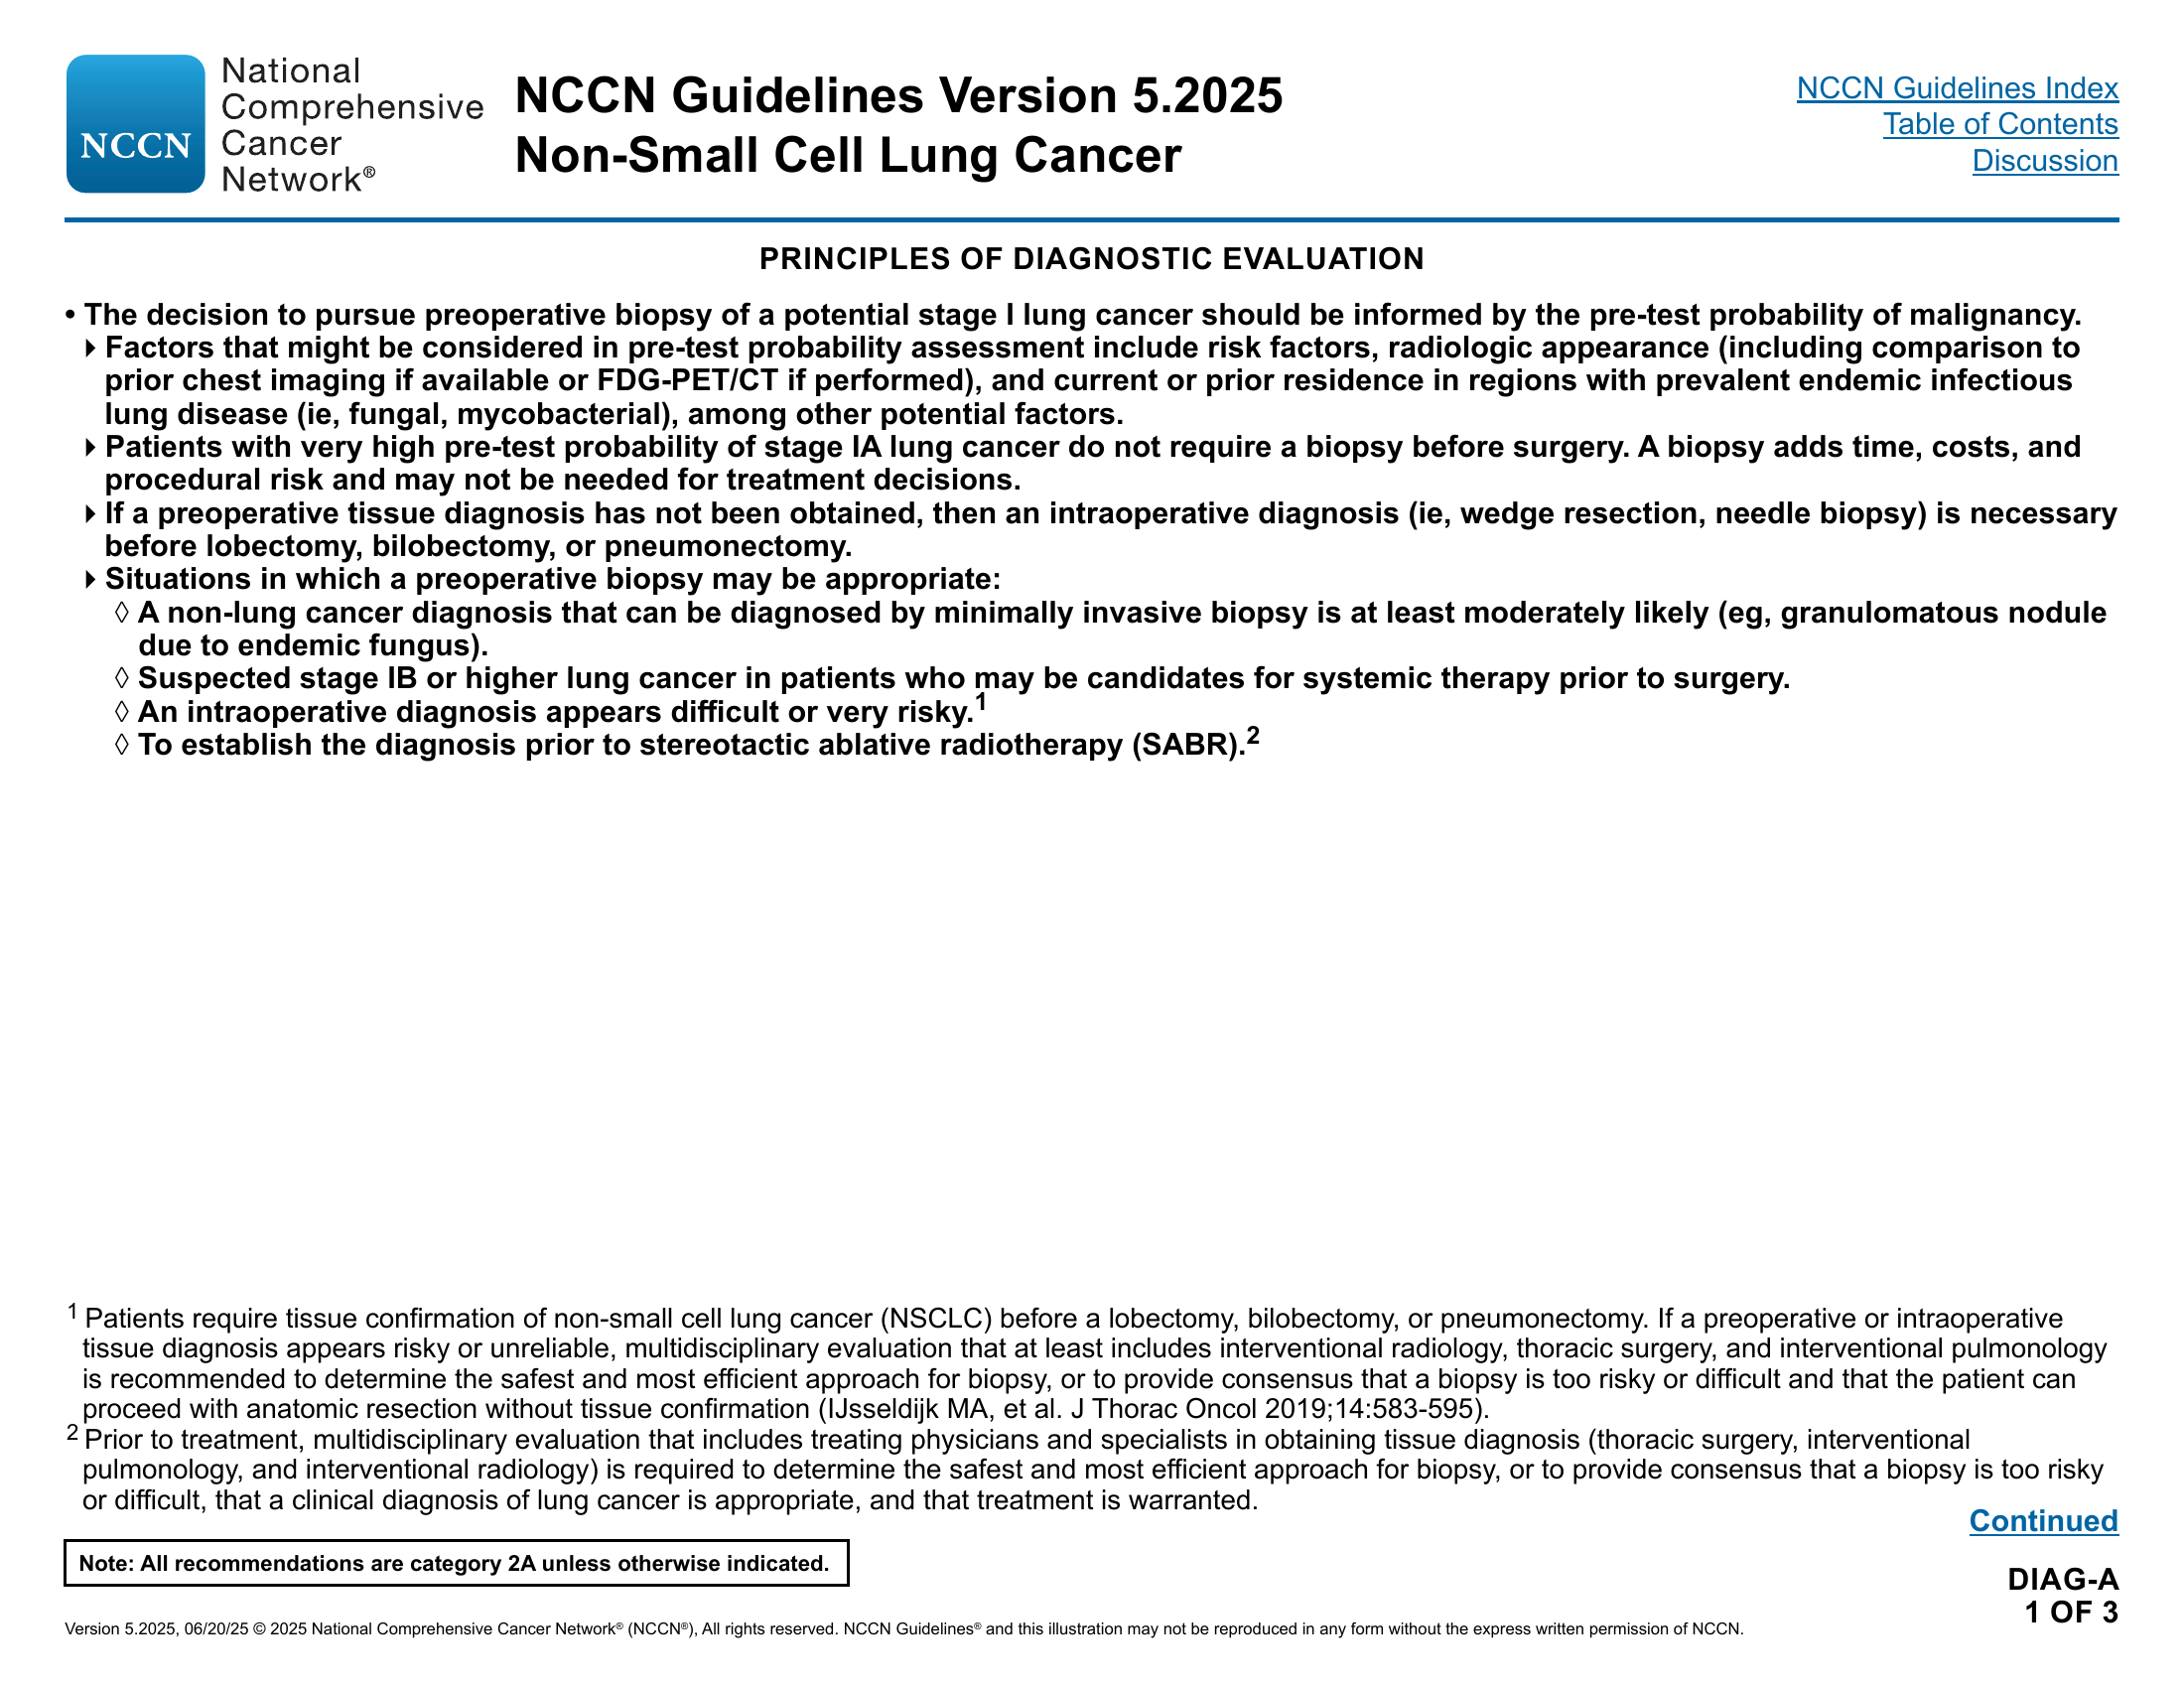 NCCN
National
Comprehensive
Cancer
Network®
NCCN Guidelines Version 5.2025
Non-Small Cell Lung Cancer
NCCN Guidelines Index
Table of Contents
Discussion
PRINCIPLES OF DIAGNOSTIC EVALUATION
• The decision to pursue preoperative biopsy of a potential stage I lung cancer should be informed by the pre-test probability of malignancy.
Factors that might be considered in pre-test probability assessment include risk factors, radiologic appearance (including comparison to
prior chest imaging if available or FDG-PET/CT if performed), and current or prior residence in regions with prevalent endemic infectious
lung disease (ie, fungal, mycobacterial), among other potential factors.
Patients with very high pre-test probability of stage IA lung cancer do not require a biopsy before surgery. A biopsy adds time, costs, and
procedural risk and may not be needed for treatment decisions.
If a preoperative tissue diagnosis has not been obtained, then an intraoperative diagnosis (ie, wedge resection, needle biopsy) is necessary
before lobectomy, bilobectomy, or pneumonectomy.
Situations in which a preoperative biopsy may be appropriate:
◊ A non-lung cancer diagnosis that can be diagnosed by minimally invasive biopsy is at least moderately likely (eg, granulomatous nodule
due to endemic fungus).
◊ Suspected stage IB or higher lung cancer in patients who may be candidates for systemic therapy prior to surgery.
◊ An intraoperative diagnosis appears difficult or very risky.1
◊ To establish the diagnosis prior to stereotactic ablative radiotherapy (SABR).2
1 Patients require tissue confirmation of non-small cell lung cancer (NSCLC) before a lobectomy, bilobectomy, or pneumonectomy. If a preoperative or intraoperative
tissue diagnosis appears risky or unreliable, multidisciplinary evaluation that at least includes interventional radiology, thoracic surgery, and interventional pulmonology
is recommended to determine the safest and most efficient approach for biopsy, or to provide consensus that a biopsy is too risky or difficult and that the patient can
proceed with anatomic resection without tissue confirmation (IJsseldijk MA, et al. J Thorac Oncol 2019;14:583-595).
2 Prior to treatment, multidisciplinary evaluation that includes treating physicians and specialists in obtaining tissue diagnosis (thoracic surgery, interventional
pulmonology, and interventional radiology) is required to determine the safest and most efficient approach for biopsy, or to provide consensus that a biopsy is too risky
or difficult, that a clinical diagnosis of lung cancer is appropriate, and that treatment is warranted.
Continued
Note: All recommendations are category 2A unless otherwise indicated.
DIAG-A
1 OF 3
Version 5.2025, 06/20/25 © 2025 National Comprehensive Cancer Network® (NCCN®), All rights reserved. NCCN Guidelines® and this illustration may not be reproduced in any form without the express written permission of NCCN.